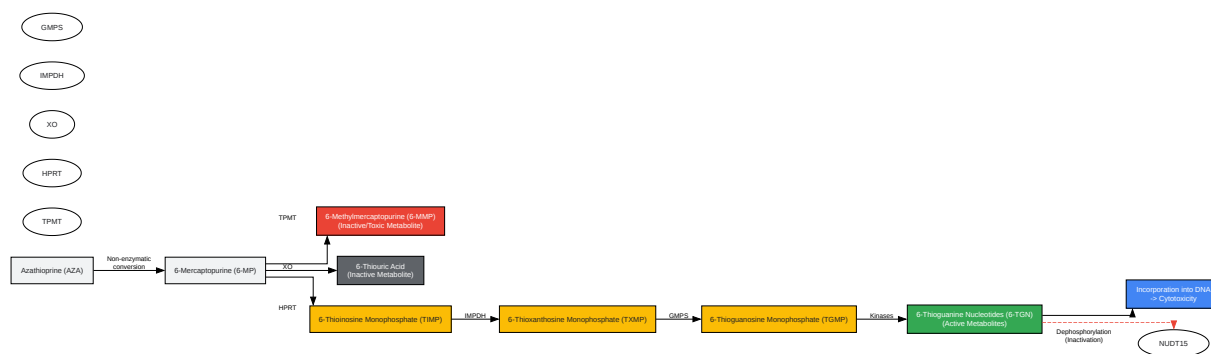 GMPS
IMPDH
XO
HPRT
TPMT
TPMT
6-Methylmercaptopurine (6-MMP)
(Inactive/Toxic Metabolite)
Azathioprine (AZA)
Non-enzymatic
conversion
6-Mercaptopurine (6-MP)
XO
6-Thiouric Acid
(Inactive Metabolite)
HPRT
6-Thioinosine Monophosphate (TIMP)
IMPDH
6-Thioxanthosine Monophosphate (TXMP)
GMPS
6-Thioguanosine Monophosphate (TGMP)
Kinases
6-Thioguanine Nucleotides (6-TGN)
(Active Metabolites)
Incorporation into DNA
-> Cytotoxicity
Dephosphorylation
(Inactivation)
NUDT15